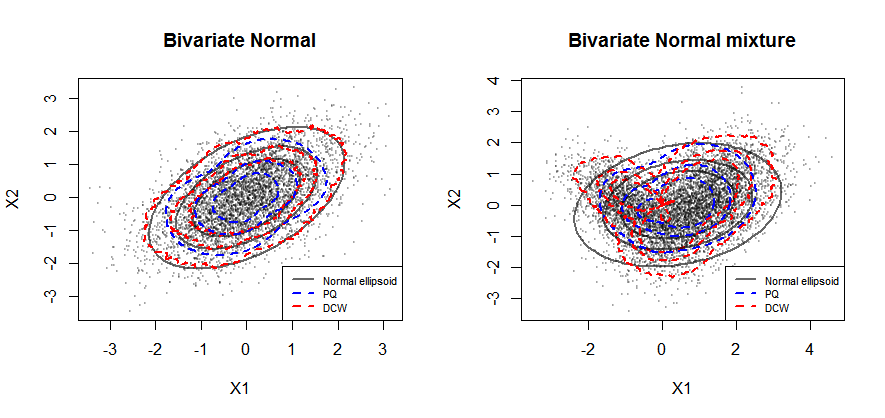 Bivariate Normal
X2
3
2
1
0
-1
-2
-3
-3 -2 -1 0 1 2 3
X1
Normal ellipsoid
PQ
DCW
Bivariate Normal mixture
X2
4
3
2
1
0
-1
-2
-3
-2 0 2 4
X1
Normal ellipsoid
PQ
DCW